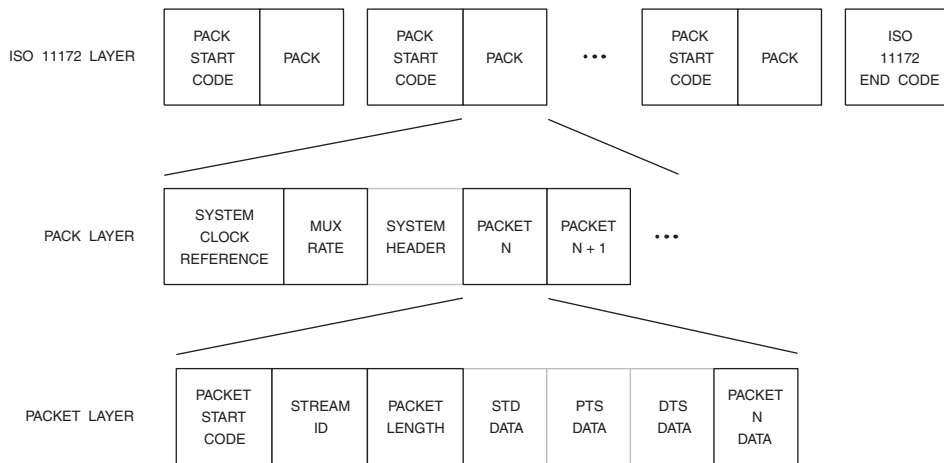 ISO 11172 LAYER
PACK
START
CODE
PACK
PACK
START
CODE
PACK
•••
PACK
START
CODE
PACK
ISO
11172
END CODE
PACK LAYER
SYSTEM
CLOCK
REFERENCE
MUX
RATE
SYSTEM
HEADER
PACKET
N
PACKET
N + 1
•••
PACKET LAYER
PACKET
START
CODE
STREAM
ID
PACKET
LENGTH
STD
DATA
PTS
DATA
DTS
DATA
PACKET
N
DATA